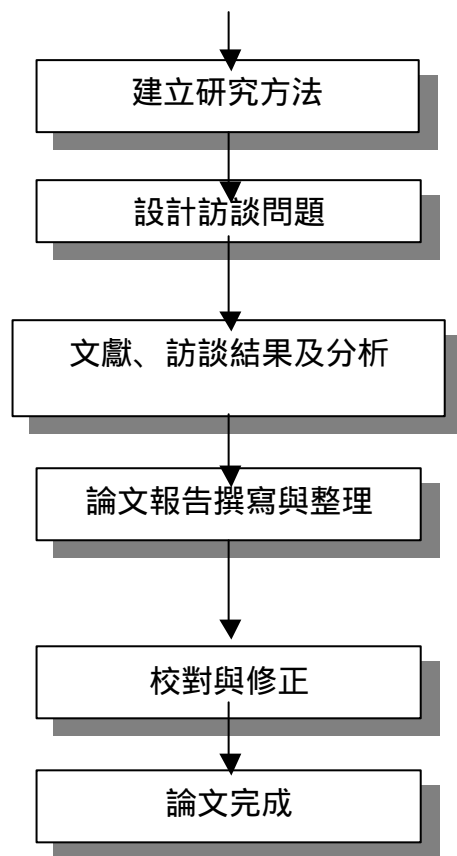 建立研究方法
設計訪談問題
文獻、訪談結果及分析
論文報告撰寫與整理
校對與修正
論文完成